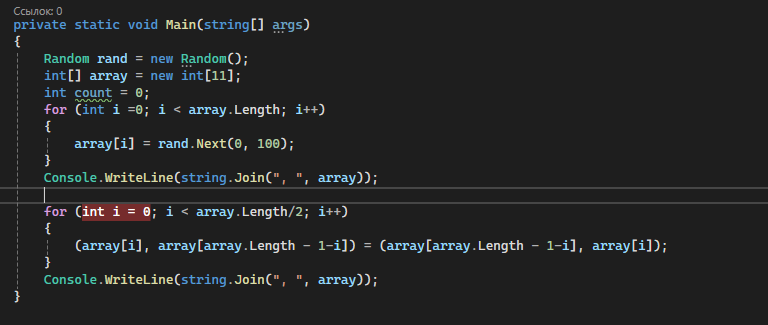 Ссылок: 0
private static void Main(string[] args)
{
    Random rand = new Random();
    int[] array = new int[11];
    int count = 0;
    for (int i =0; i < array.Length; i++)
    {
        array[i] = rand.Next(0, 100);
    }
    Console.WriteLine(string.Join(", ", array));

    for (int i = 0; i < array.Length/2; i++)
    {
        (array[i], array[array.Length - 1-i]) = (array[array.Length - 1-i], array[i]);
    }
    Console.WriteLine(string.Join(", ", array));
}